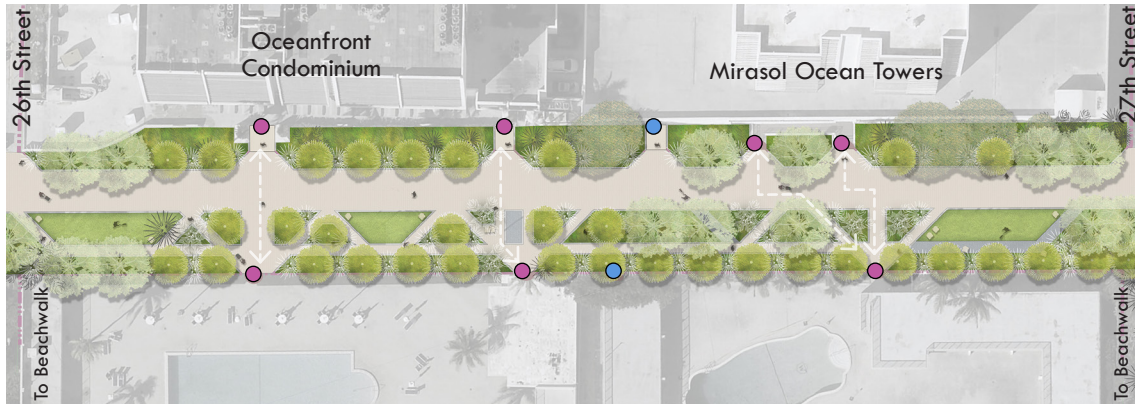 26th Street
Oceanfront
Condominium
Mirasol Ocean Towers
27th Street
To Beachwalk
To Beachwalk